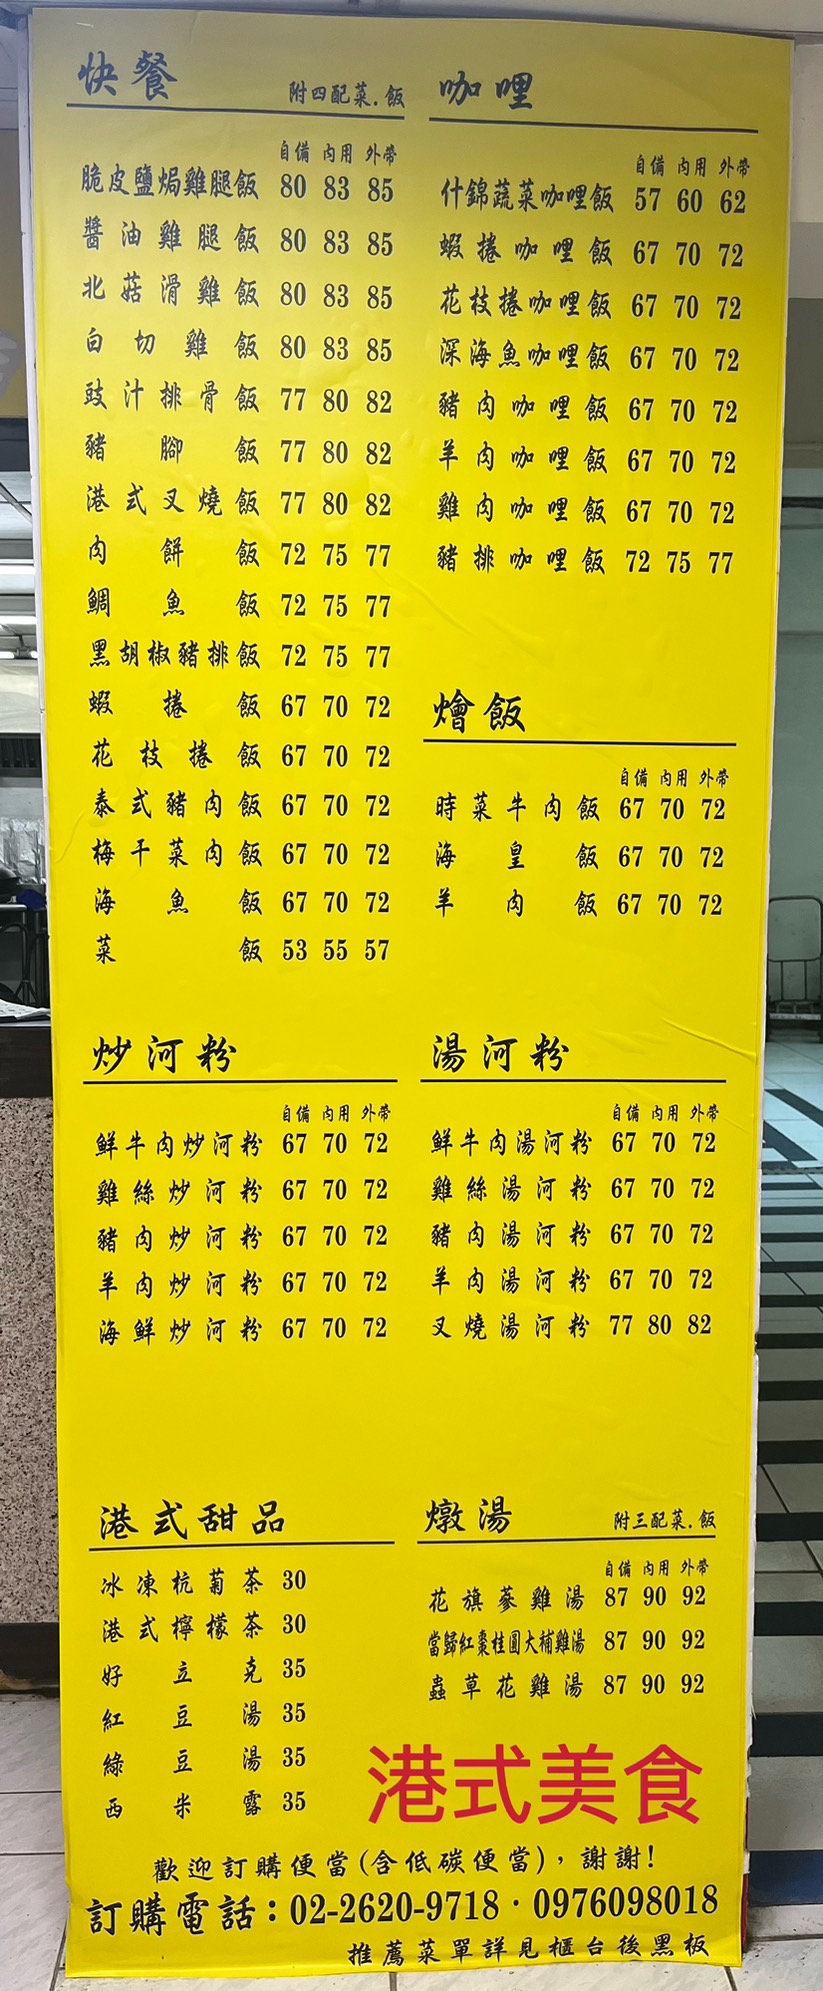 快餐 附四配菜.飯
自備 內用 外帶
脆皮鹽焗雞腿飯 80 83 85
醬油雞腿飯 80 83 85
北菇滑雞飯 80 83 85
白切雞飯 80 83 85
豉汁排骨飯 77 80 82
豬腳飯 77 80 82
港式叉燒飯 77 80 82
肉餅飯 72 75 77
鯛魚飯 72 75 77
黑胡椒豬排飯 72 75 77
蝦捲飯 67 70 72
花枝捲飯 67 70 72
泰式豬肉飯 67 70 72
梅干菜肉飯 67 70 72
海魚飯 67 70 72
菜飯 53 55 57
咖哩
自備 內用 外帶
什錦蔬菜咖哩飯 57 60 62
蝦捲咖哩飯 67 70 72
花枝捲咖哩飯 67 70 72
深海魚咖哩飯 67 70 72
豬肉咖哩飯 67 70 72
羊肉咖哩飯 67 70 72
雞肉咖哩飯 67 70 72
豬排咖哩飯 72 75 77
燴飯
自備 內用 外帶
時菜牛肉飯 67 70 72
海皇飯 67 70 72
羊肉飯 67 70 72
炒河粉
自備 內用 外帶
鮮牛肉炒河粉 67 70 72
雞絲炒河粉 67 70 72
豬肉炒河粉 67 70 72
羊肉炒河粉 67 70 72
海鮮炒河粉 67 70 72
湯河粉
自備 內用 外帶
鮮牛肉湯河粉 67 70 72
雞絲湯河粉 67 70 72
豬肉湯河粉 67 70 72
羊肉湯河粉 67 70 72
叉燒湯河粉 77 80 82
港式甜品
冰凍杭菊茶 30
港式檸檬茶 30
好立克 35
紅豆湯 35
綠豆湯 35
西米露 35
燉湯 附三配菜.飯
自備 內用 外帶
花旗蔘雞湯 87 90 92
當歸紅棗桂圓大補雞湯 87 90 92
蟲草花雞湯 87 90 92
港式美食
歡迎訂購便當(含低碳便當)，謝謝!
訂購電話：02-2620-9718·0976098018
推薦菜單詳見櫃台後黑板